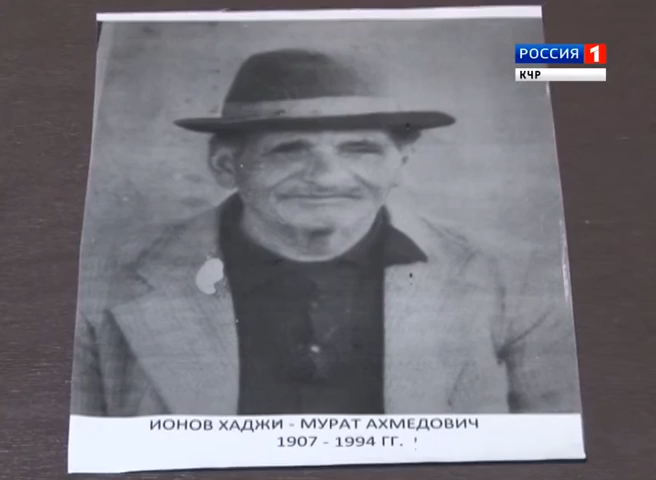 РОССИЯ 1
КЧР
ИОНОВ ХАДЖИ - МУРАТ АХМЕДОВИЧ
1907 - 1994 ГГ.